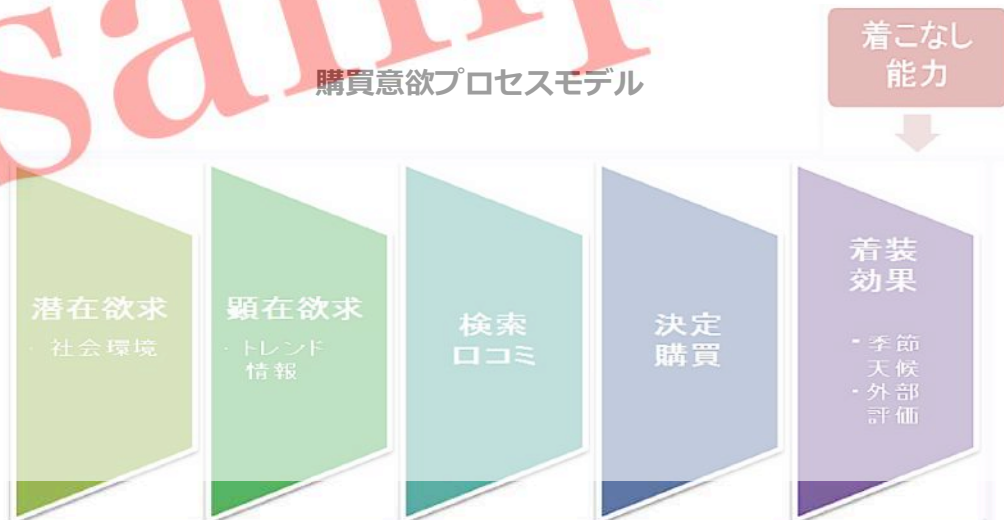 sam
購買意欲プロセスモデル
着こなし
能力
潜在欲求
・社会環境
顕在欲求
・トレンド
情報
検索
口コミ
決定
購買
着装
効果
・季節
天候
・外部
評価